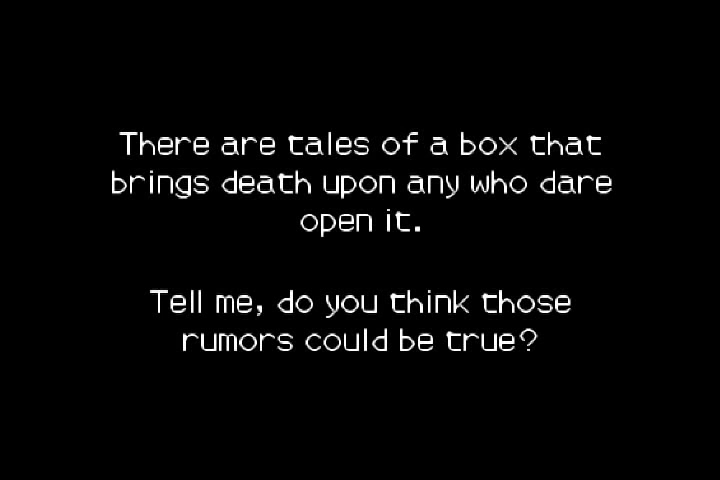 There are tales of a box that
brings death upon any who dare
open it.
Tell me, do you think those
rumors could be true?